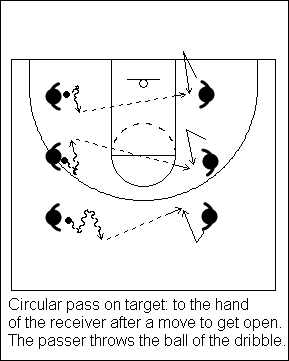 Circular pass on target: to the hand
of the receiver after a move to get open.
The passer throws the ball of the dribble.